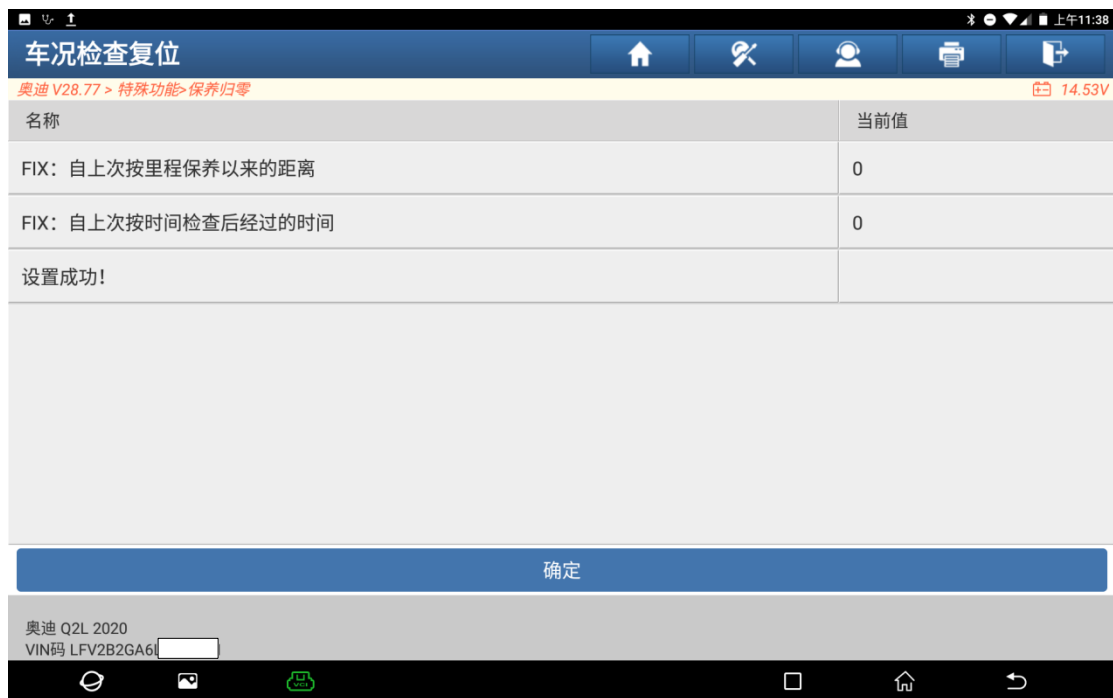 上午11:38
车况检查复位
奥迪 V28.77 > 特殊功能>保养归零 14.53V
名称 当前值
FIX：自上次按里程保养以来的距离 0
FIX：自上次按时间检查后经过的时间 0
设置成功！
确定
奥迪 Q2L 2020
VIN码 LFV2B2GA6L
VCI